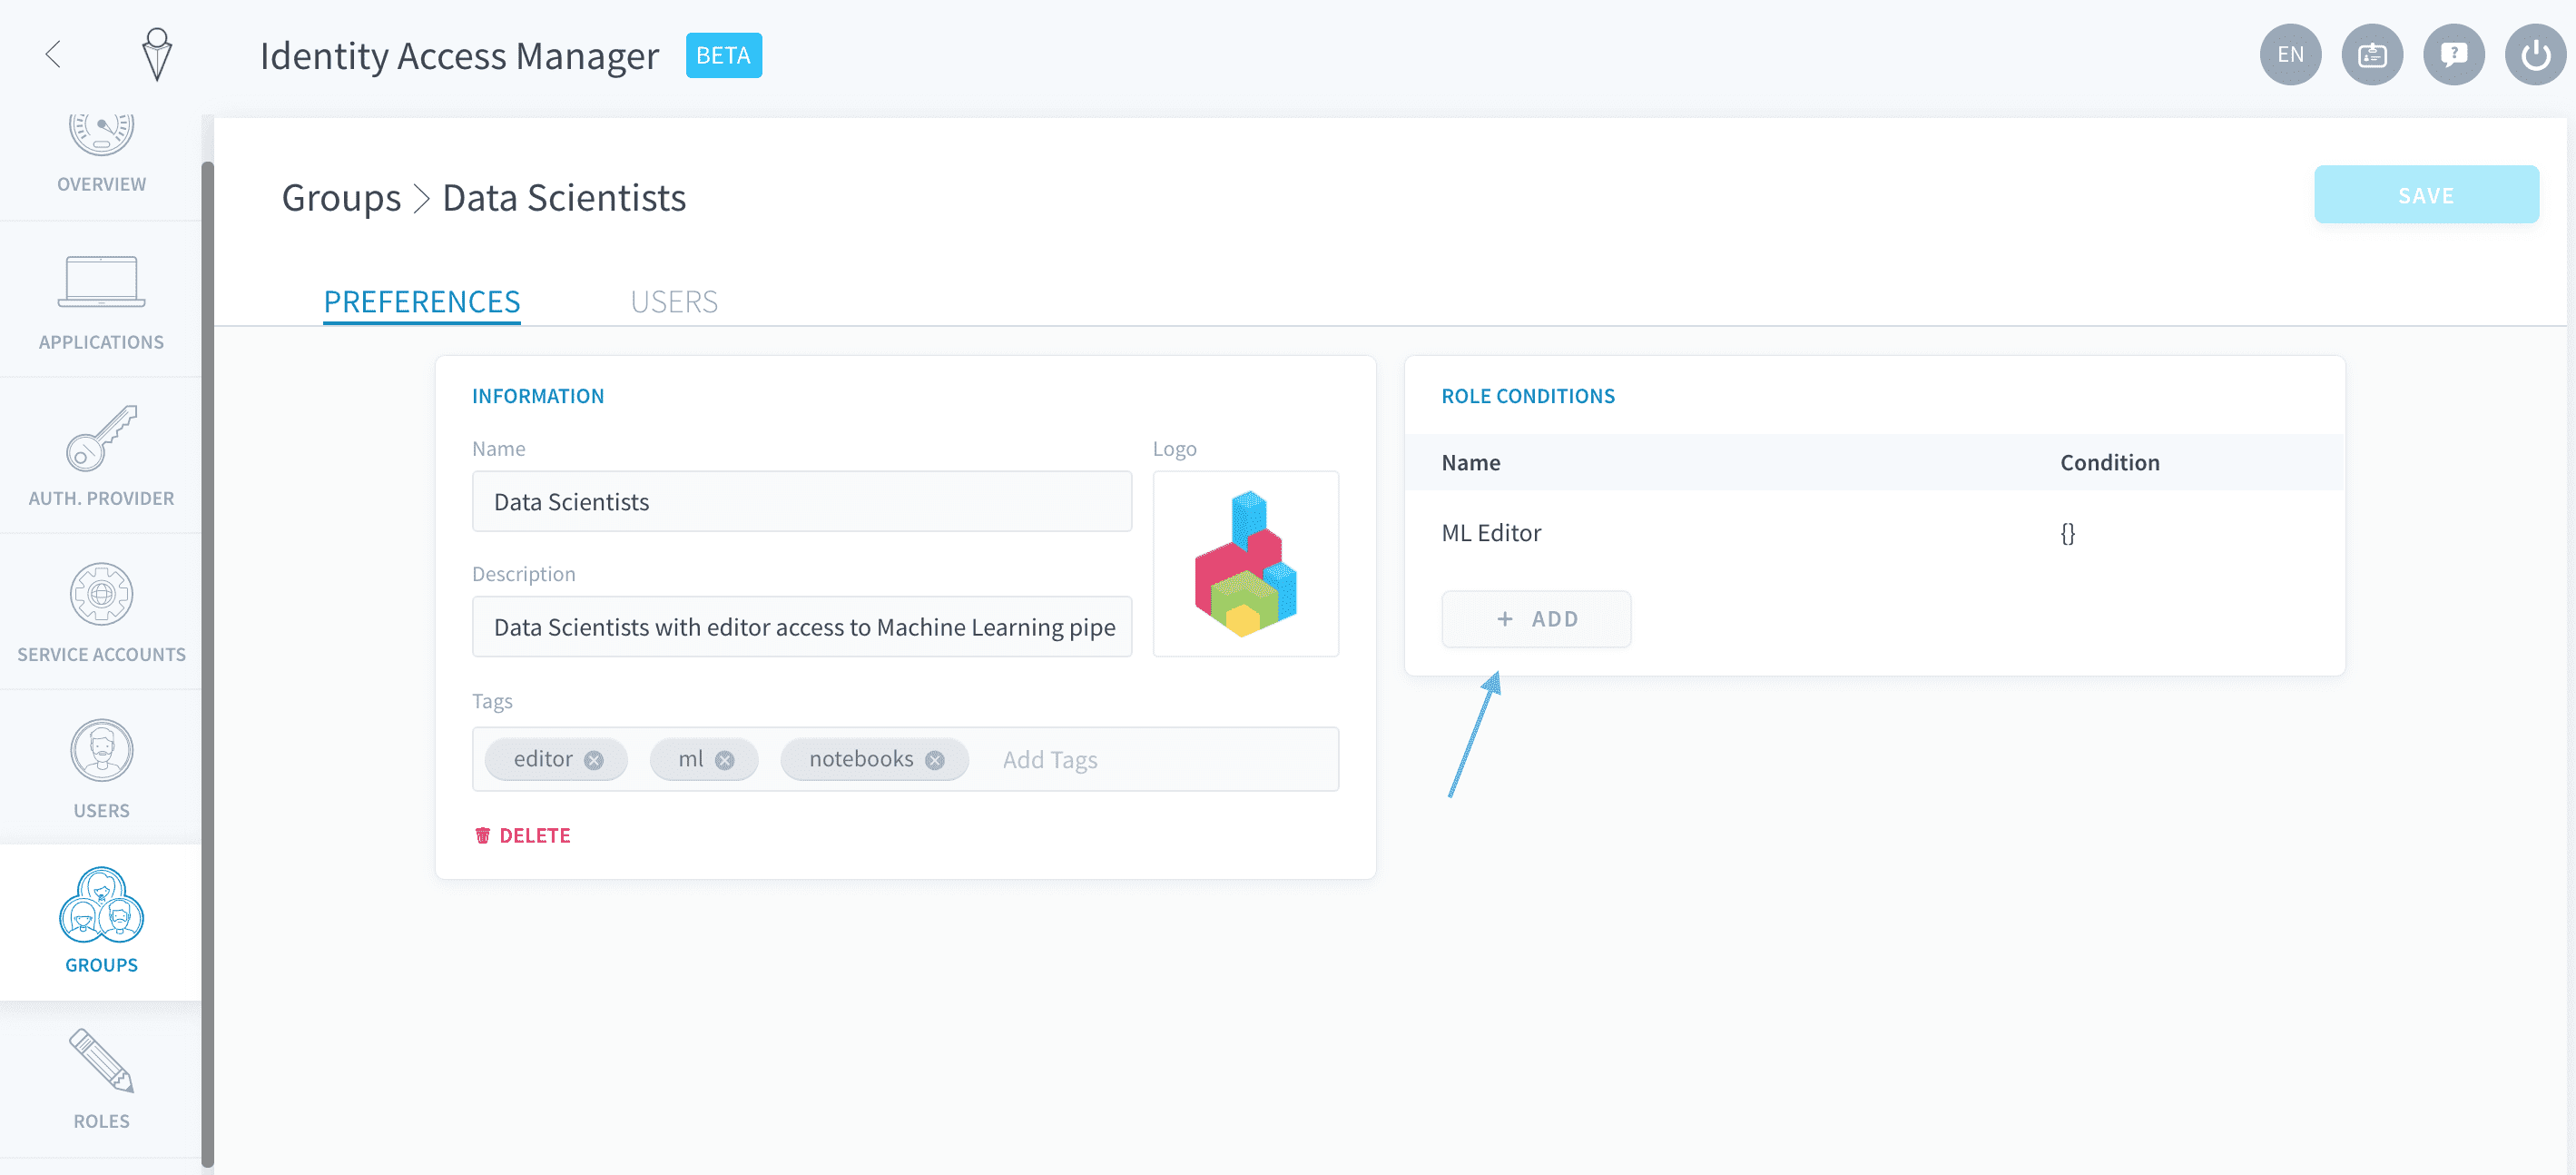 Identity Access Manager BETA
EN
?
OVERVIEW
APPLICATIONS
AUTH. PROVIDER
SERVICE ACCOUNTS
USERS
GROUPS
ROLES
Groups > Data Scientists
SAVE
PREFERENCES USERS
INFORMATION
Name
Data Scientists
Logo
Description
Data Scientists with editor access to Machine Learning pipe
Tags
editor ml notebooks Add Tags
DELETE
ROLE CONDITIONS
Name Condition
ML Editor {}
+ ADD